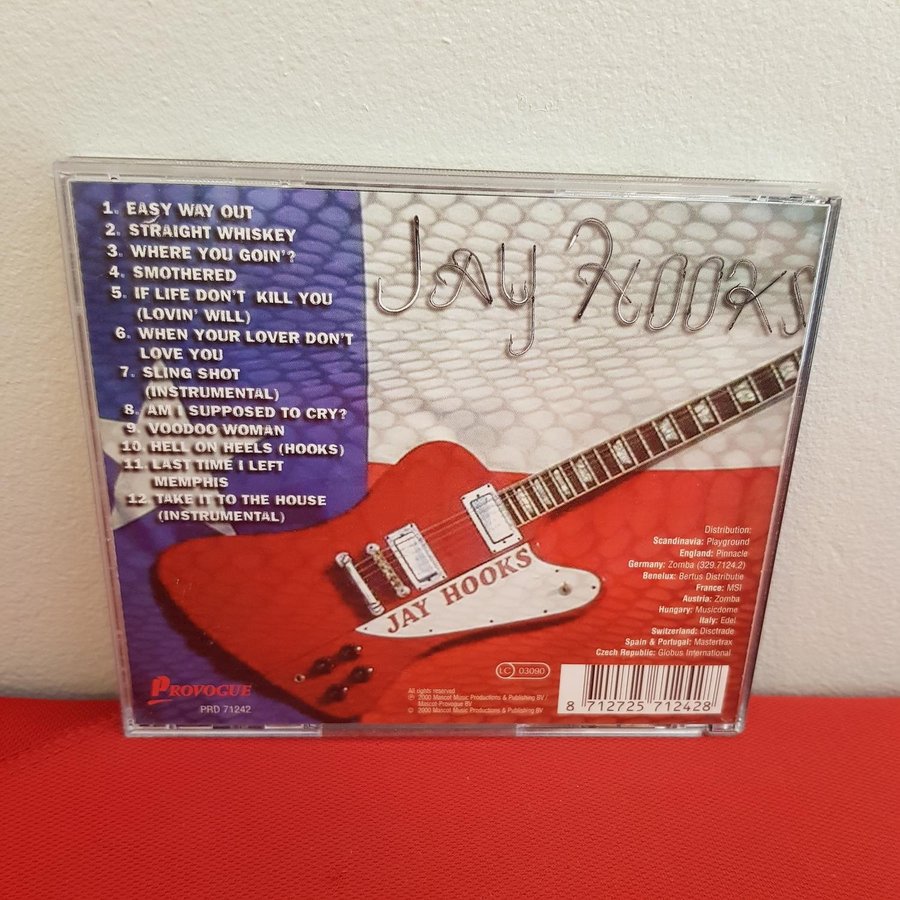 1. EASY WAY OUT
2. STRAIGHT WHISKEY
3. WHERE YOU GOIN'?
4. SMOTHERED
5. IF LIFE DON'T KILL YOU
(LOVIN' WILL)
6. WHEN YOUR LOVER DON'T
LOVE YOU
7. SLING SHOT
(INSTRUMENTAL)
8. AM I SUPPOSED TO CRY?
9. VOODOO WOMAN
10. HELL ON HEELS (HOOKS)
11. LAST TIME I LEFT
MEMPHIS
12. TAKE IT TO THE HOUSE
(INSTRUMENTAL)
Jay Hooks
JAY HOOKS
Distribution:
Scandinavia: Playground
England: Pinnacle
Germany: Zomba (329.7124.2)
Benelux: Bertus Distributie
France: MSI
Austria: Zomba
Hungary: Musicdome
Italy: Edel
Switzerland: Disctrade
Spain & Portugal: Mastertrax
Czech Republic: Globus International
PROVOGUE
PRD 71242
LC 03090
All rights reserved
℗ 2000 Mascot Music Productions & Publishing BV/
Mascot-Provogue BV
© 2000 Mascot Music Productions & Publishing BV
8 712725 712428